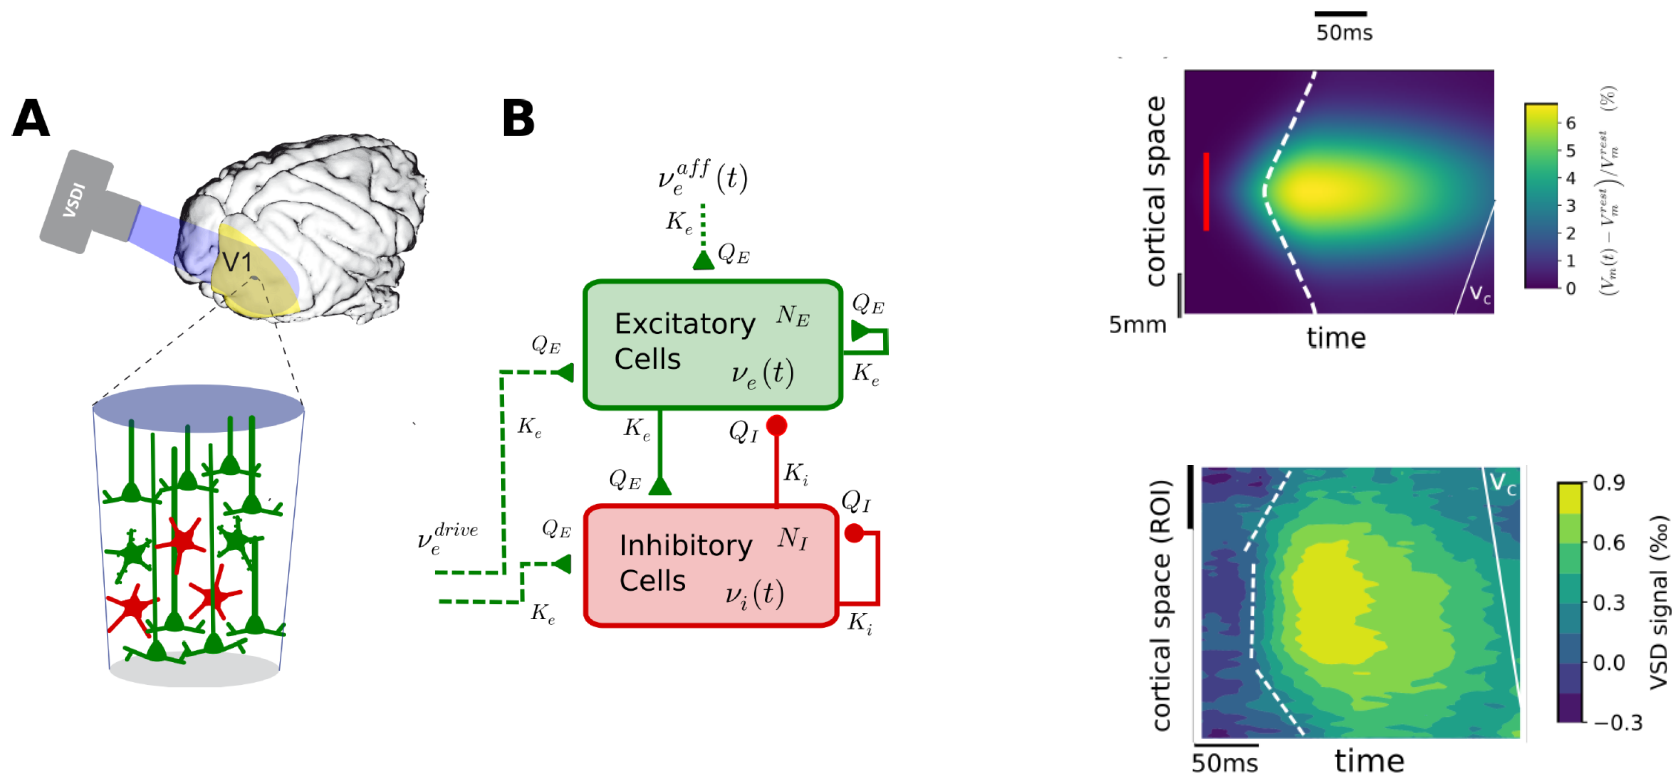 A
VSDI
V1
B
ν_e^{aff}(t)
K_e
Q_E
Excitatory
Cells
N_E
ν_e(t)
Q_E
K_e
Q_E
K_e
K_e
Q_E
Q_I
K_i
ν_e^{drive}
Q_E
K_e
Inhibitory
Cells
N_I
ν_i(t)
Q_I
K_i
50ms
cortical space
5mm
time
v_c
6
5
4
3
2
1
0
(V_m(t) − V_m^{rest})/V_m^{rest} (%)
cortical space (ROI)
50ms
time
v_c
0.9
0.6
0.3
0.0
−0.3
VSD signal (‰)